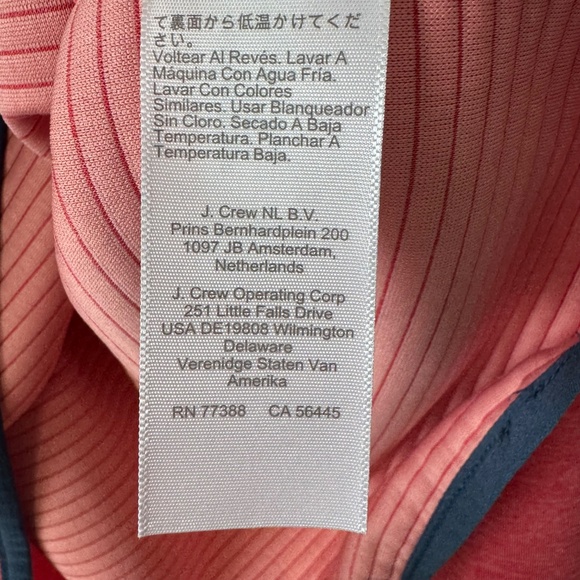 て裏面から低温かけてくだ
さい。
Voltear Al Revés. Lavar A
Máquina Con Agua Fría.
Lavar Con Colores
Similares. Usar Blanqueador
Sin Cloro. Secado A Baja
Temperatura. Planchar A
Temperatura Baja.
J. Crew NL B.V.
Prins Bernhardplein 200
1097 JB Amsterdam,
Netherlands
J. Crew Operating Corp
251 Little Falls Drive
USA DE19808 Wilmington
Delaware
Verenidge Staten Van
Amerika
RN 77388 CA 56445